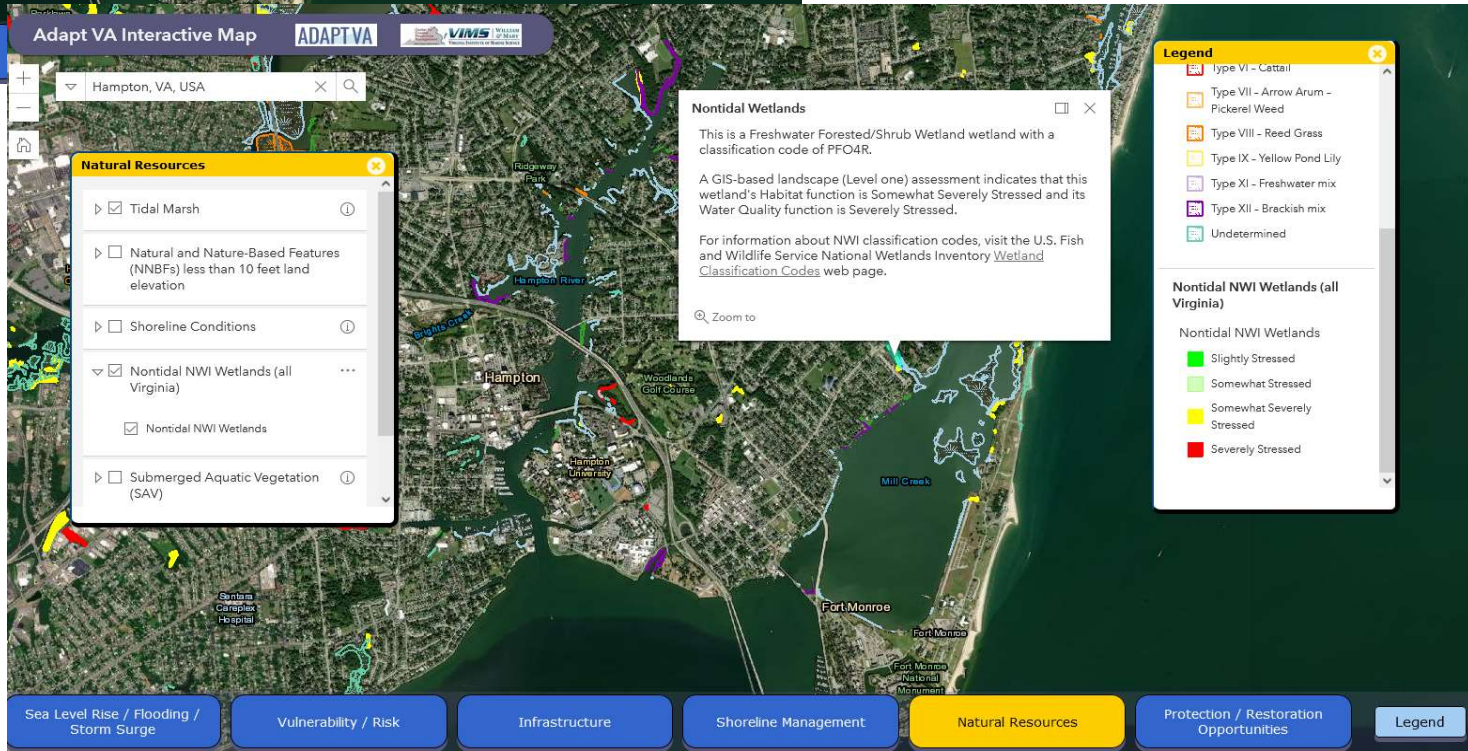 Adapt VA Interactive Map
ADAPT VA
VIMS
WILLIAM & MARY
VIRGINIA INSTITUTE OF MARINE SCIENCE
Hampton, VA, USA
Natural Resources
Tidal Marsh
Natural and Nature-Based Features
(NNBFs) less than 10 feet land
elevation
Shoreline Conditions
Nontidal NWI Wetlands (all
Virginia)
Nontidal NWI Wetlands
Submerged Aquatic Vegetation
(SAV)
Ridgeway
Park
Hampton River
Brights Creek
Hampton
Woodlands
Golf Course
Hampton
University
Mill Creek
Sentara
Careplex
Hospital
Fort Monroe
Fort Monroe
Fort Monroe
National
Monument
Nontidal Wetlands
This is a Freshwater Forested/Shrub Wetland wetland with a
classification code of PFO4R.
A GIS-based landscape (Level one) assessment indicates that this
wetland's Habitat function is Somewhat Severely Stressed and its
Water Quality function is Severely Stressed.
For information about NWI classification codes, visit the U.S. Fish
and Wildlife Service National Wetlands Inventory Wetland
Classification Codes web page.
Zoom to
Legend
Type VI - Cattail
Type VII - Arrow Arum -
Pickerel Weed
Type VIII - Reed Grass
Type IX - Yellow Pond Lily
Type XI - Freshwater mix
Type XII - Brackish mix
Undetermined
Nontidal NWI Wetlands (all
Virginia)
Nontidal NWI Wetlands
Slightly Stressed
Somewhat Stressed
Somewhat Severely
Stressed
Severely Stressed
Sea Level Rise / Flooding /
Storm Surge
Vulnerability / Risk
Infrastructure
Shoreline Management
Natural Resources
Protection / Restoration
Opportunities
Legend